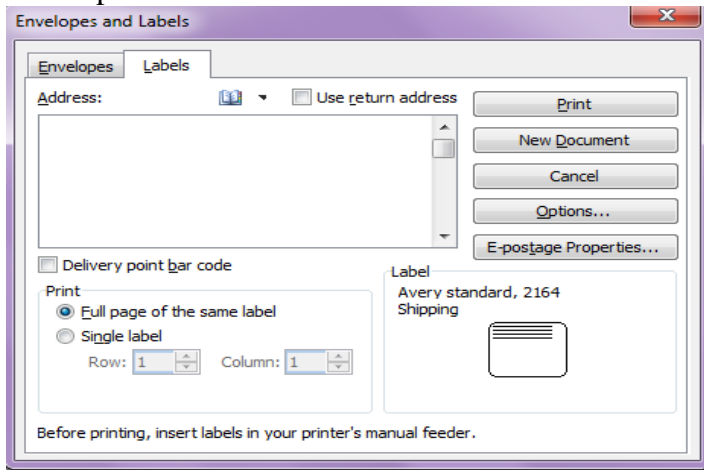 Envelopes and Labels
Envelopes Labels
Address: Use return address
Print
New Document
Cancel
Options...
E-postage Properties...
Delivery point bar code
Print
Full page of the same label
Single label
Row: 1 Column: 1
Label
Avery standard, 2164
Shipping
Before printing, insert labels in your printer's manual feeder.